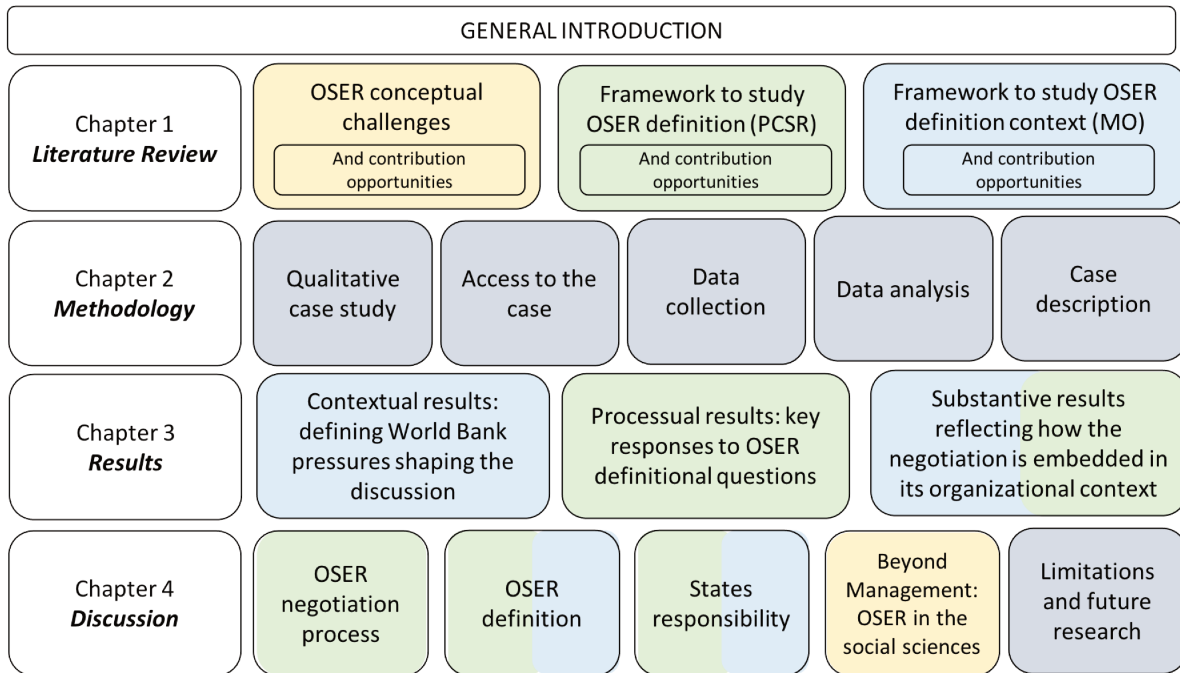 GENERAL INTRODUCTION
Chapter 1
Literature Review
OSER conceptual
challenges
And contribution
opportunities
Framework to study
OSER definition (PCSR)
And contribution
opportunities
Framework to study OSER
definition context (MO)
And contribution
opportunities
Chapter 2
Methodology
Qualitative
case study
Access to the
case
Data
collection
Data analysis
Case
description
Chapter 3
Results
Contextual results:
defining World Bank
pressures shaping the
discussion
Processual results: key
responses to OSER
definitional questions
Substantive results
reflecting how the
negotiation is embedded in
its organizational context
Chapter 4
Discussion
OSER
negotiation
process
OSER
definition
States
responsibility
Beyond
Management:
OSER in the
social sciences
Limitations
and future
research